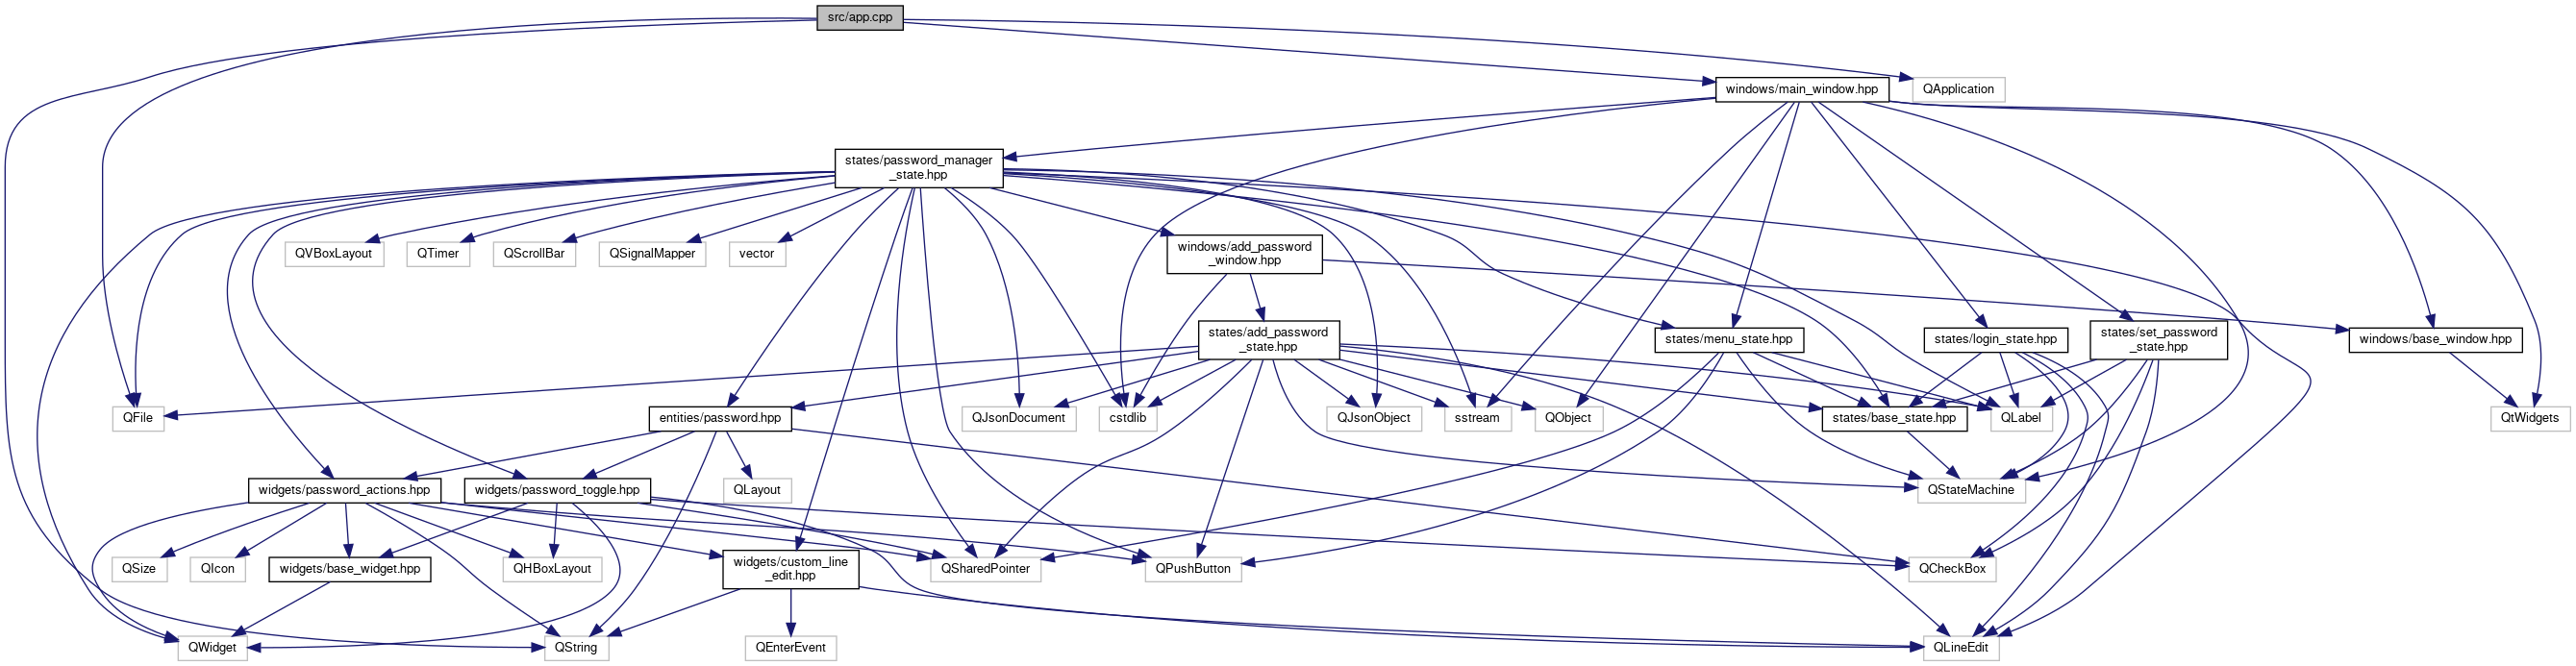 src/app.cpp
windows/main_window.hpp
QApplication
states/password_manager
_state.hpp
QVBoxLayout
QTimer
QScrollBar
QSignalMapper
vector
windows/add_password
_window.hpp
states/add_password
_state.hpp
states/menu_state.hpp
states/login_state.hpp
states/set_password
_state.hpp
windows/base_window.hpp
QFile
entities/password.hpp
QJsonDocument
cstdlib
QJsonObject
sstream
QObject
states/base_state.hpp
QLabel
QtWidgets
widgets/password_actions.hpp
widgets/password_toggle.hpp
QLayout
QStateMachine
QSize
QIcon
widgets/base_widget.hpp
QHBoxLayout
widgets/custom_line
_edit.hpp
QSharedPointer
QPushButton
QCheckBox
QWidget
QString
QEnterEvent
QLineEdit